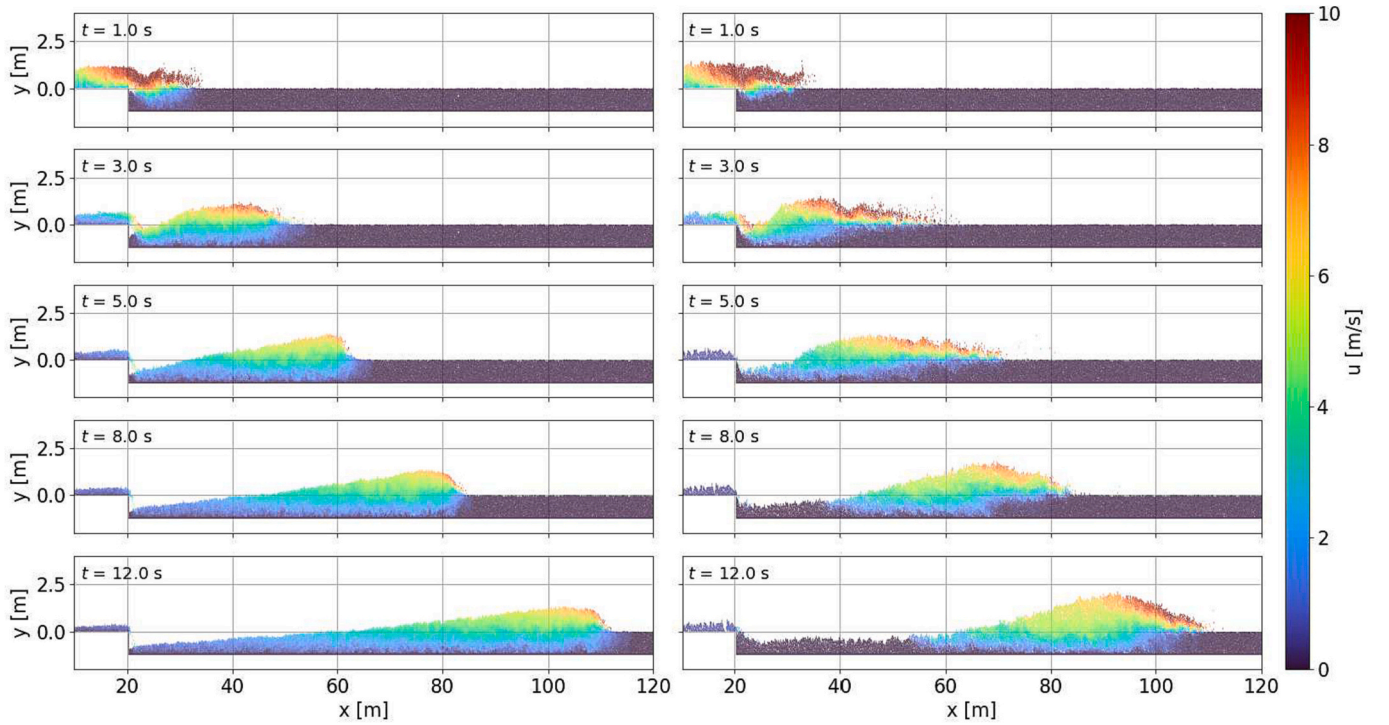 t = 1.0 s
t = 1.0 s
10
y [m]
2.5
0.0
t = 3.0 s
t = 3.0 s
8
y [m]
2.5
0.0
t = 5.0 s
t = 5.0 s
6
y [m]
2.5
0.0
u [m/s]
4
t = 8.0 s
t = 8.0 s
y [m]
2.5
0.0
2
t = 12.0 s
t = 12.0 s
y [m]
2.5
0.0
0
20 40 60 80 100 120
20 40 60 80 100 120
x [m]
x [m]